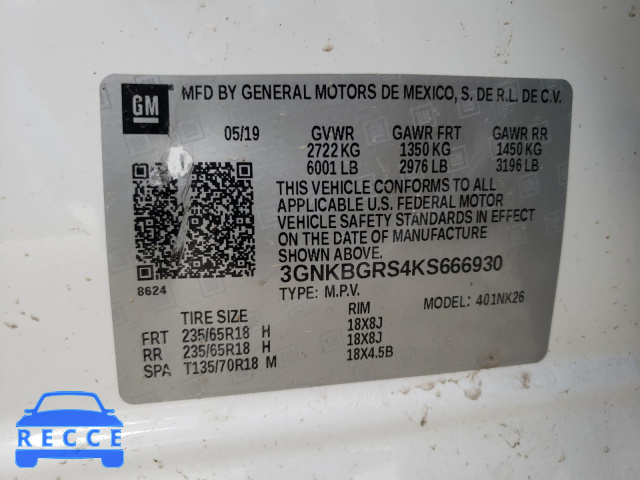 GM
MFD BY GENERAL MOTORS DE MEXICO, S. DE R.L. DE C.V.
05/19 GVWR GAWR FRT GAWR RR
2722 KG 1350 KG 1450 KG
6001 LB 2976 LB 3196 LB
THIS VEHICLE CONFORMS TO ALL
APPLICABLE U.S. FEDERAL MOTOR
VEHICLE SAFETY STANDARDS IN EFFECT
ON THE DATE OF MANUFACTURE
SHOWN ABOVE.
8624 3GNKBGRS4KS666930
TYPE: M.P.V. MODEL: 401NK26
TIRE SIZE RIM
FRT 235/65R18 H 18X8J
RR 235/65R18 H 18X8J
SPA T135/70R18 M 18X4.5B
RECCE